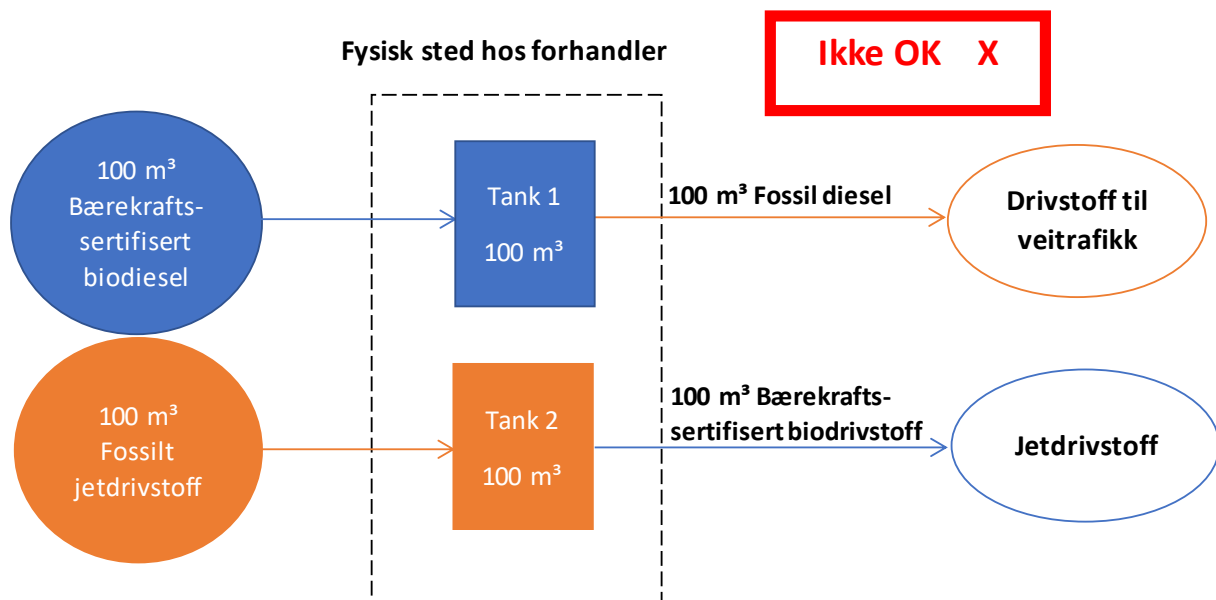 Fysisk sted hos forhandler
Ikke OK X
100 m³
Bærekrafts-
sertifisert
biodiesel
Tank 1
100 m³
100 m³ Fossil diesel
Drivstoff til
veitrafikk
100 m³
Fossilt
jetdrivstoff
Tank 2
100 m³
100 m³ Bærekrafts-
sertifisert biodrivstoff
Jetdrivstoff